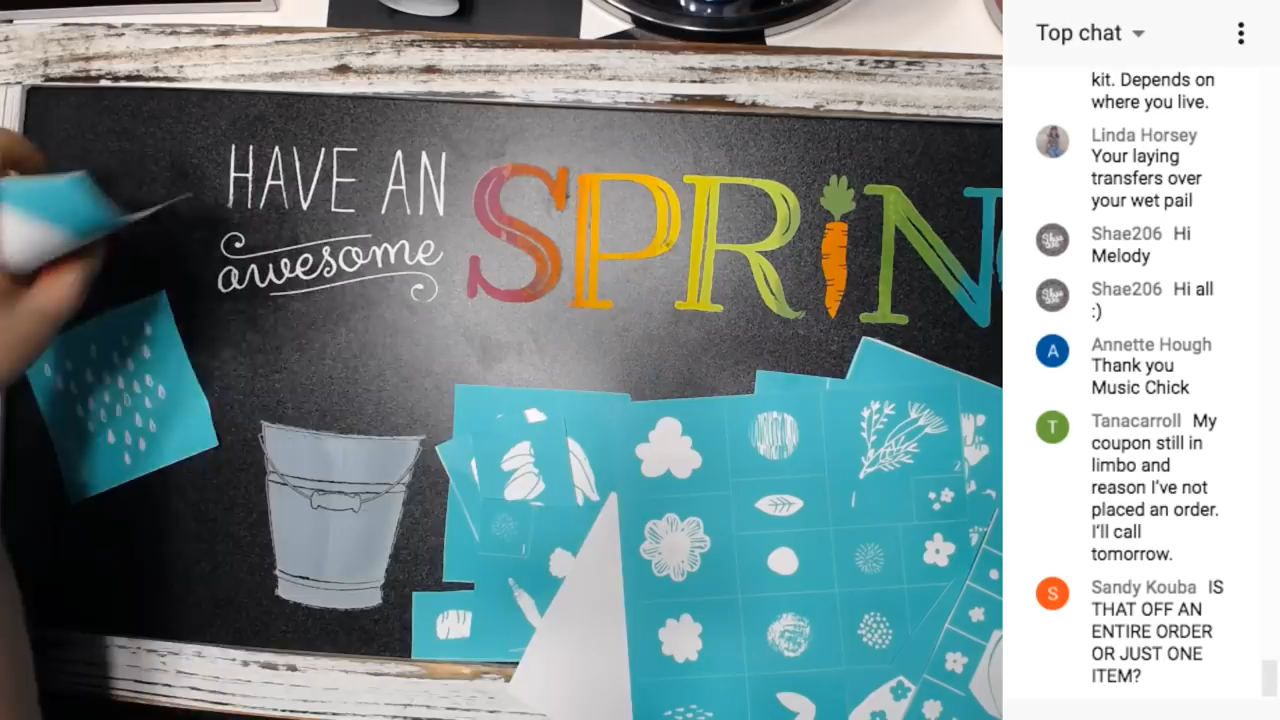 HAVE AN
awesome
SPRIN
Top chat
kit. Depends on
where you live.
Linda Horsey
Your laying
transfers over
your wet pail
Shae206 Hi
Melody
Shae206 Hi all
:)
Annette Hough
A
Thank you
Music Chick
Tanacarroll My
T
coupon still in
limbo and
reason I've not
placed an order.
I'll call
tomorrow.
Sandy Kouba IS
S
THAT OFF AN
ENTIRE ORDER
OR JUST ONE
ITEM?